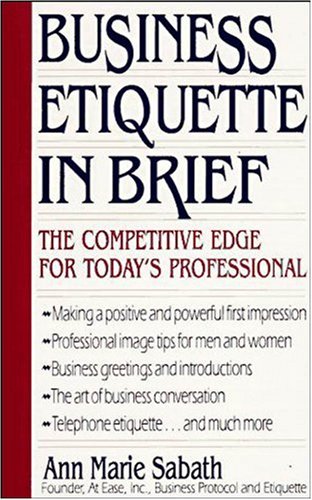 BUSINESS
ETIQUETTE
IN BRIEF
THE COMPETITIVE EDGE
FOR TODAY'S PROFESSIONAL
Making a positive and powerful first impression
Professional image tips for men and women
Business greetings and introductions
The art of business conversation
Telephone etiquette . . . and much more
Ann Marie Sabath
Founder, At Ease, Inc., Business Protocol and Etiquette